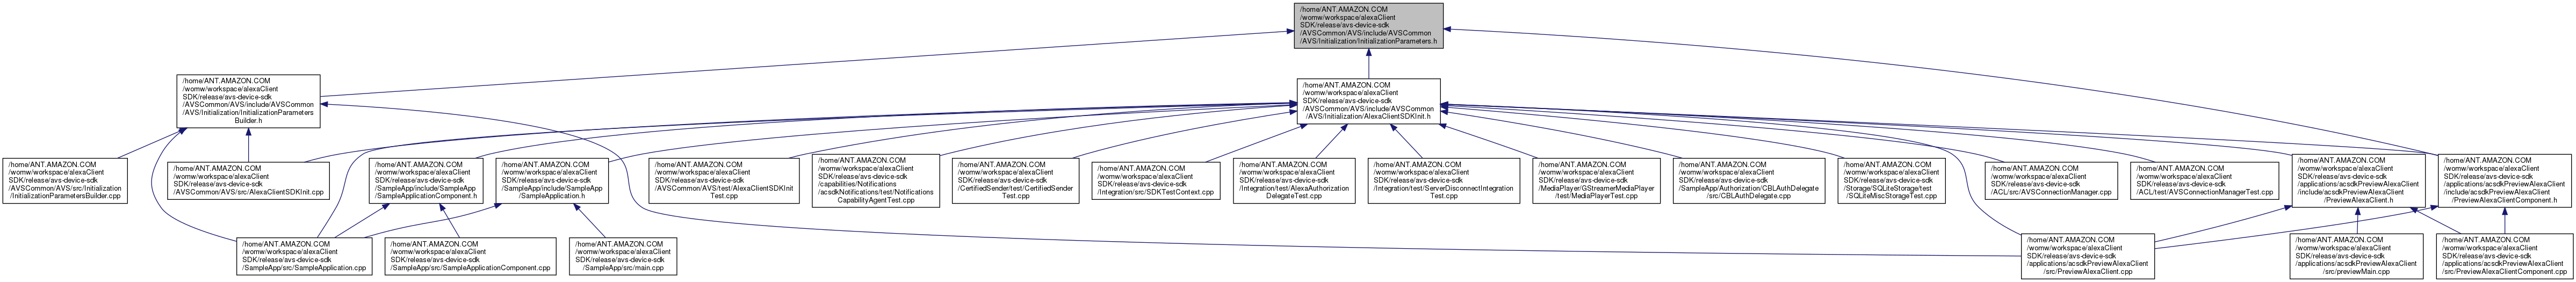 /home/ANT.AMAZON.COM
/womw/workspace/alexaClient
SDK/release/avs-device-sdk
/AVSCommon/AVS/include/AVSCommon
/AVS/Initialization/InitializationParameters.h
/home/ANT.AMAZON.COM
/womw/workspace/alexaClient
SDK/release/avs-device-sdk
/AVSCommon/AVS/include/AVSCommon
/AVS/Initialization/InitializationParameters
Builder.h
/home/ANT.AMAZON.COM
/womw/workspace/alexaClient
SDK/release/avs-device-sdk
/AVSCommon/AVS/include/AVSCommon
/AVS/Initialization/AlexaClientSDKInit.h
/home/ANT.AMAZON.COM
/womw/workspace/alexaClient
SDK/release/avs-device-sdk
/AVSCommon/AVS/src/Initialization
/InitializationParametersBuilder.cpp
/home/ANT.AMAZON.COM
/womw/workspace/alexaClient
SDK/release/avs-device-sdk
/AVSCommon/AVS/src/AlexaClientSDKInit.cpp
/home/ANT.AMAZON.COM
/womw/workspace/alexaClient
SDK/release/avs-device-sdk
/SampleApp/include/SampleApp
/SampleApplicationComponent.h
/home/ANT.AMAZON.COM
/womw/workspace/alexaClient
SDK/release/avs-device-sdk
/SampleApp/include/SampleApp
/SampleApplication.h
/home/ANT.AMAZON.COM
/womw/workspace/alexaClient
SDK/release/avs-device-sdk
/AVSCommon/AVS/test/AlexaClientSDKInit
Test.cpp
/home/ANT.AMAZON.COM
/womw/workspace/alexaClient
SDK/release/avs-device-sdk
/capabilities/Notifications
/acsdkNotifications/test/Notifications
CapabilityAgentTest.cpp
/home/ANT.AMAZON.COM
/womw/workspace/alexaClient
SDK/release/avs-device-sdk
/CertifiedSender/test/CertifiedSender
Test.cpp
/home/ANT.AMAZON.COM
/womw/workspace/alexaClient
SDK/release/avs-device-sdk
/Integration/src/SDKTestContext.cpp
/home/ANT.AMAZON.COM
/womw/workspace/alexaClient
SDK/release/avs-device-sdk
/Integration/test/AlexaAuthorization
DelegateTest.cpp
/home/ANT.AMAZON.COM
/womw/workspace/alexaClient
SDK/release/avs-device-sdk
/Integration/test/ServerDisconnectIntegration
Test.cpp
/home/ANT.AMAZON.COM
/womw/workspace/alexaClient
SDK/release/avs-device-sdk
/MediaPlayer/GStreamerMediaPlayer
/test/MediaPlayerTest.cpp
/home/ANT.AMAZON.COM
/womw/workspace/alexaClient
SDK/release/avs-device-sdk
/SampleApp/Authorization/CBLAuthDelegate
/src/CBLAuthDelegate.cpp
/home/ANT.AMAZON.COM
/womw/workspace/alexaClient
SDK/release/avs-device-sdk
/Storage/SQLiteStorage/test
/SQLiteMiscStorageTest.cpp
/home/ANT.AMAZON.COM
/womw/workspace/alexaClient
SDK/release/avs-device-sdk
/ACL/src/AVSConnectionManager.cpp
/home/ANT.AMAZON.COM
/womw/workspace/alexaClient
SDK/release/avs-device-sdk
/ACL/test/AVSConnectionManagerTest.cpp
/home/ANT.AMAZON.COM
/womw/workspace/alexaClient
SDK/release/avs-device-sdk
/applications/acsdkPreviewAlexaClient
/include/acsdkPreviewAlexaClient
/PreviewAlexaClient.h
/home/ANT.AMAZON.COM
/womw/workspace/alexaClient
SDK/release/avs-device-sdk
/applications/acsdkPreviewAlexaClient
/include/acsdkPreviewAlexaClient
/PreviewAlexaClientComponent.h
/home/ANT.AMAZON.COM
/womw/workspace/alexaClient
SDK/release/avs-device-sdk
/SampleApp/src/SampleApplication.cpp
/home/ANT.AMAZON.COM
/womw/workspace/alexaClient
SDK/release/avs-device-sdk
/SampleApp/src/SampleApplicationComponent.cpp
/home/ANT.AMAZON.COM
/womw/workspace/alexaClient
SDK/release/avs-device-sdk
/SampleApp/src/main.cpp
/home/ANT.AMAZON.COM
/womw/workspace/alexaClient
SDK/release/avs-device-sdk
/applications/acsdkPreviewAlexaClient
/src/PreviewAlexaClient.cpp
/home/ANT.AMAZON.COM
/womw/workspace/alexaClient
SDK/release/avs-device-sdk
/applications/acsdkPreviewAlexaClient
/src/previewMain.cpp
/home/ANT.AMAZON.COM
/womw/workspace/alexaClient
SDK/release/avs-device-sdk
/applications/acsdkPreviewAlexaClient
/src/PreviewAlexaClientComponent.cpp